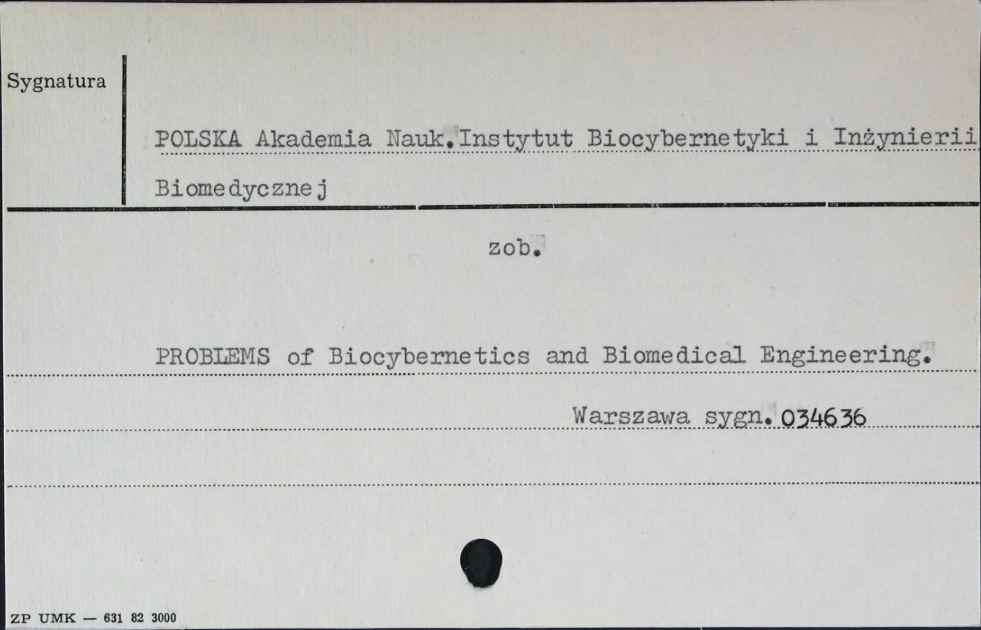 Sygnatura
POLSKA Akademia Nauk.Instytut Biocybernetyki i Inżynierii
Biomedycznej
zob.
PROBLEMS of Biocybernetics and Biomedical Engineering.
Warszawa sygn. 034636
ZP UMK — 631 82 3000